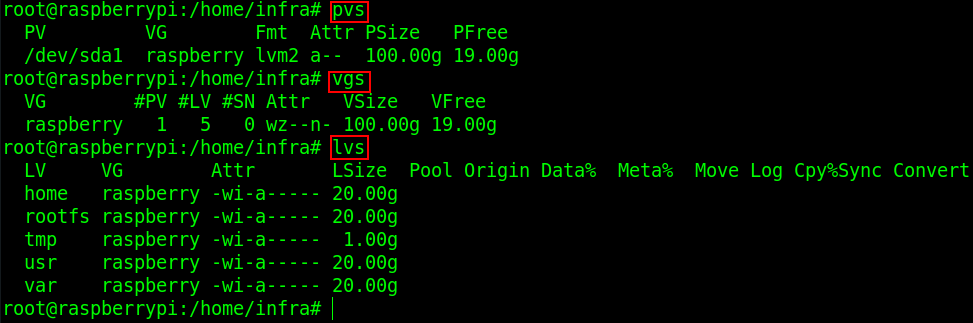 root@raspberrypi:/home/infra# pvs
  PV         VG        Fmt  Attr PSize   PFree
  /dev/sda1  raspberry lvm2 a--  100.00g 19.00g
root@raspberrypi:/home/infra# vgs
  VG        #PV #LV #SN Attr   VSize   VFree
  raspberry   1   5   0 wz--n- 100.00g 19.00g
root@raspberrypi:/home/infra# lvs
  LV     VG        Attr       LSize  Pool Origin Data%  Meta%  Move Log Cpy%Sync Convert
  home   raspberry -wi-a----- 20.00g
  rootfs raspberry -wi-a----- 20.00g
  tmp    raspberry -wi-a-----  1.00g
  usr    raspberry -wi-a----- 20.00g
  var    raspberry -wi-a----- 20.00g
root@raspberrypi:/home/infra#